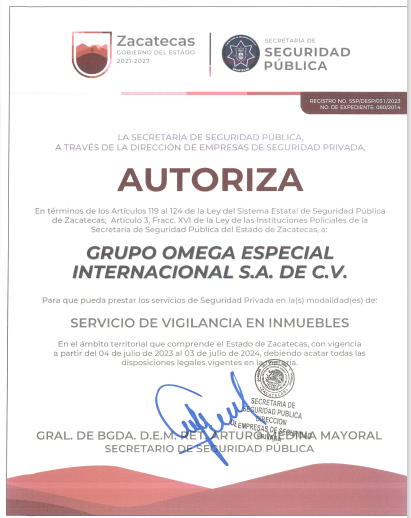 Zacatecas
GOBIERNO DEL ESTADO
2021-2027
SECRETARÍA DE
SEGURIDAD
PÚBLICA
REGISTRO NO. SSP/DESP/031/2023
NO. DE EXPEDIENTE: 080/2014
LA SECRETARÍA DE SEGURIDAD PÚBLICA,
A TRAVÉS DE LA DIRECCIÓN DE EMPRESAS DE SEGURIDAD PRIVADA,
AUTORIZA
En términos de los Artículos 119 al 124 de la Ley del Sistema Estatal de Seguridad Pública
de Zacatecas; Artículo 3, Fracc. XVI de la Ley de las Instituciones Policiales de la
Secretaría de Seguridad Pública del Estado de Zacatecas, a:
GRUPO OMEGA ESPECIAL
INTERNACIONAL S.A. DE C.V.
Para que pueda prestar los servicios de Seguridad Privada en la(s) modalidad(es) de:
SERVICIO DE VIGILANCIA EN INMUEBLES
En el ámbito territorial que comprende el Estado de Zacatecas, con vigencia
a partir del 04 de julio de 2023 al 03 de julio de 2024, debiendo acatar todas las
disposiciones legales vigentes en la materia.
SECRETARIA DE
SEGURIDAD PUBLICA
DIRECCION
DE EMPRESAS DE SEGURIDAD
PRIVADA
GRAL. DE BGDA. D.E.M. RET. ARTURO MEDINA MAYORAL
SECRETARIO DE SEGURIDAD PÚBLICA